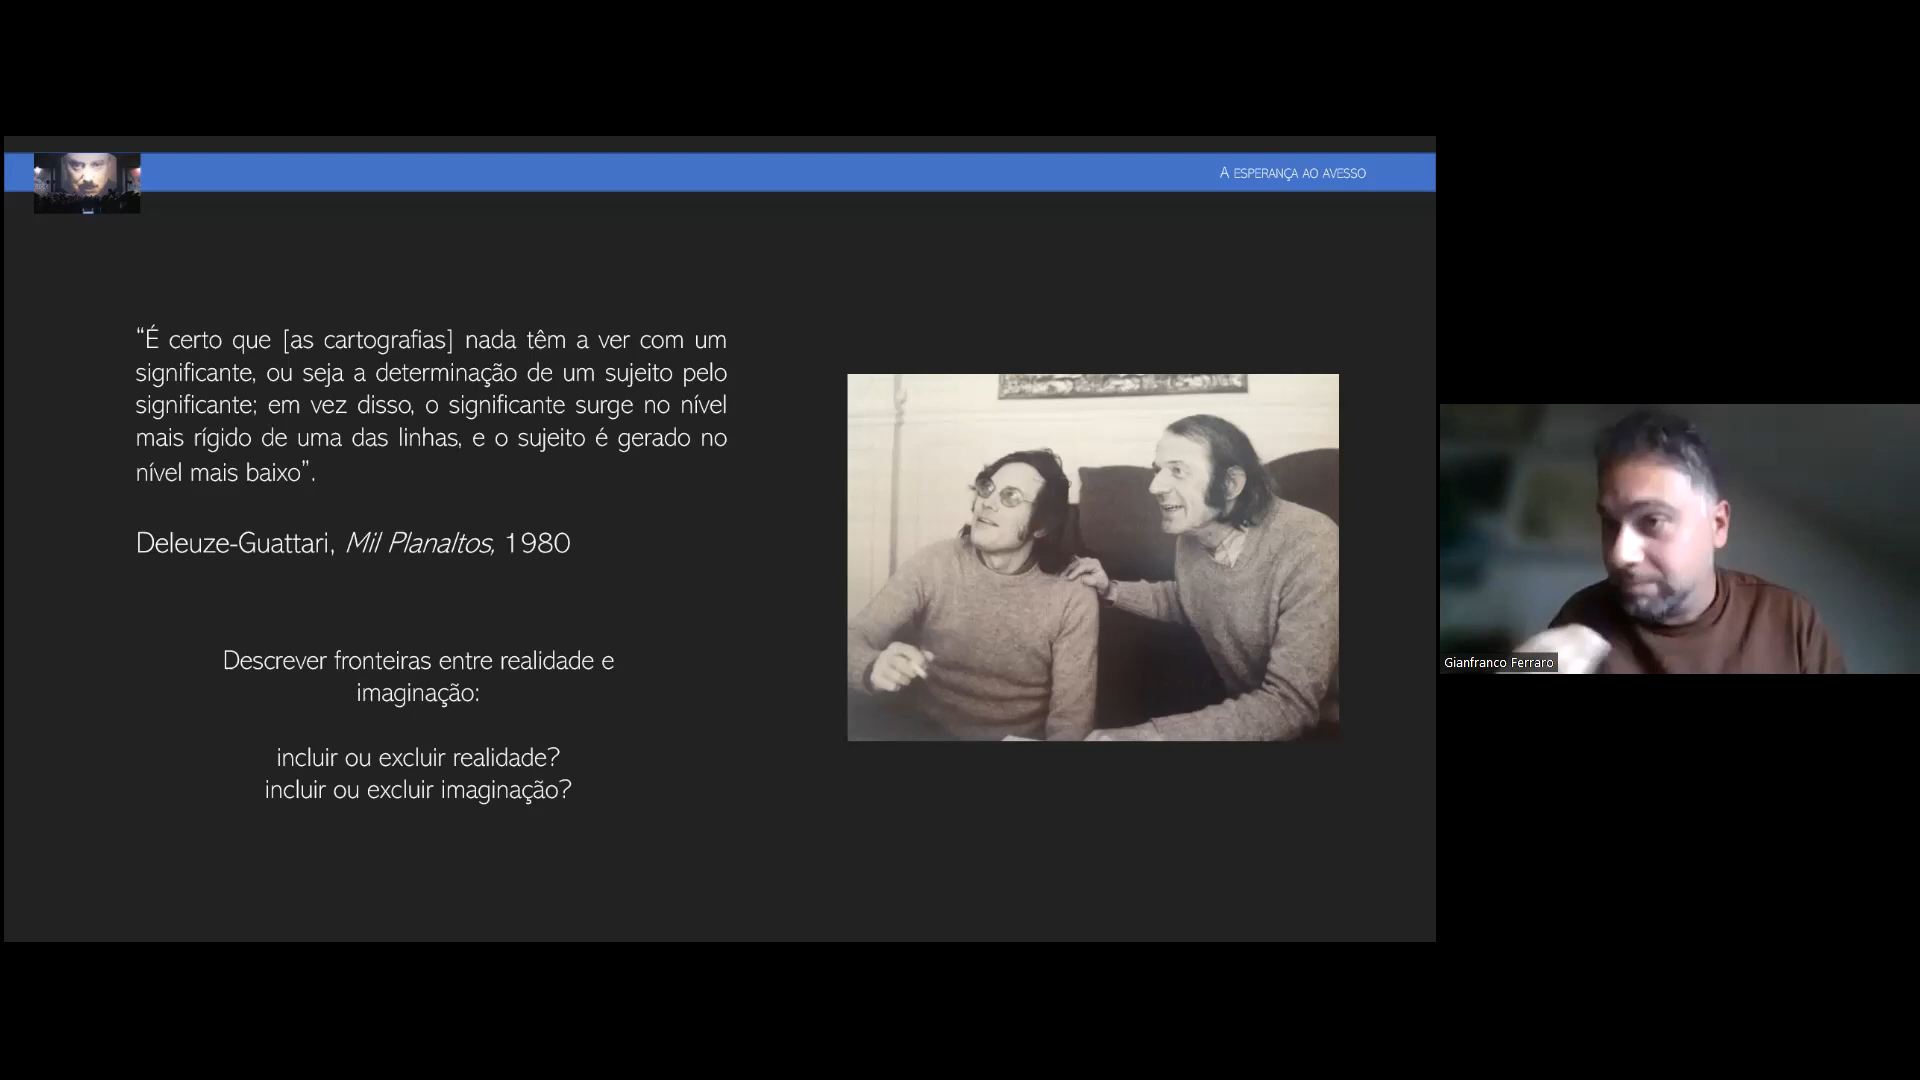 A ESPERANÇA AO AVESSO
“É certo que [as cartografias] nada têm a ver com um
significante, ou seja a determinação de um sujeito pelo
significante; em vez disso, o significante surge no nível
mais rígido de uma das linhas, e o sujeito é gerado no
nível mais baixo”.
Deleuze-Guattari, Mil Planaltos, 1980
Descrever fronteiras entre realidade e
imaginação:
incluir ou excluir realidade?
incluir ou excluir imaginação?
Gianfranco Ferraro